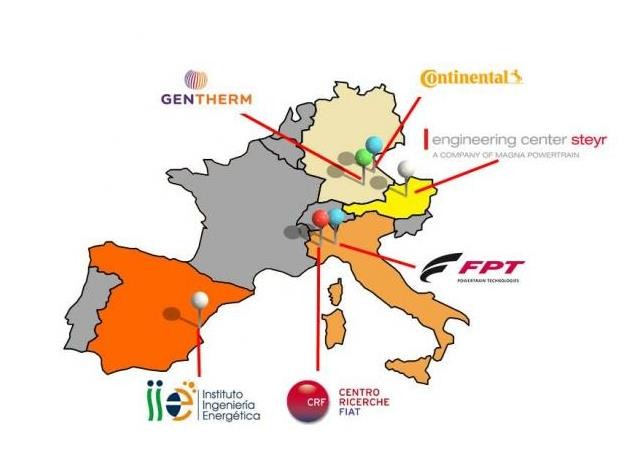 GENTHERM
Continental
engineering center steyr
A COMPANY OF MAGNA POWERTRAIN
FPT
POWERTRAIN TECHNOLOGIES
iie
Instituto
Ingeniería
Energética
CRF
CENTRO
RICERCHE
FIAT